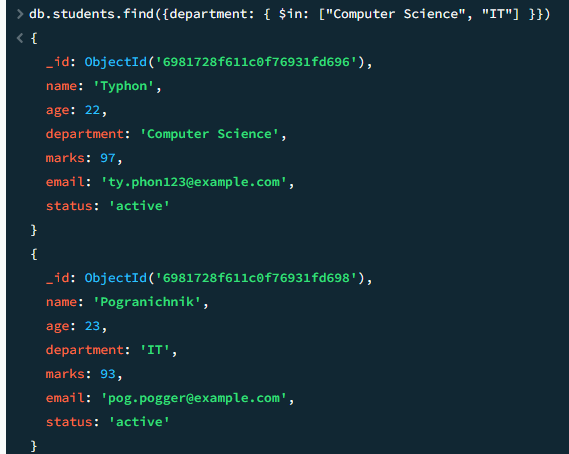 > db.students.find({department: { $in: ["Computer Science", "IT"] }})
< {
_id: ObjectId('6981728f611c0f76931fd696'),
name: 'Typhon',
age: 22,
department: 'Computer Science',
marks: 97,
email: 'ty.phon123@example.com',
status: 'active'
}
{
_id: ObjectId('6981728f611c0f76931fd698'),
name: 'Pogranichnik',
age: 23,
department: 'IT',
marks: 93,
email: 'pog.pogger@example.com',
status: 'active'
}